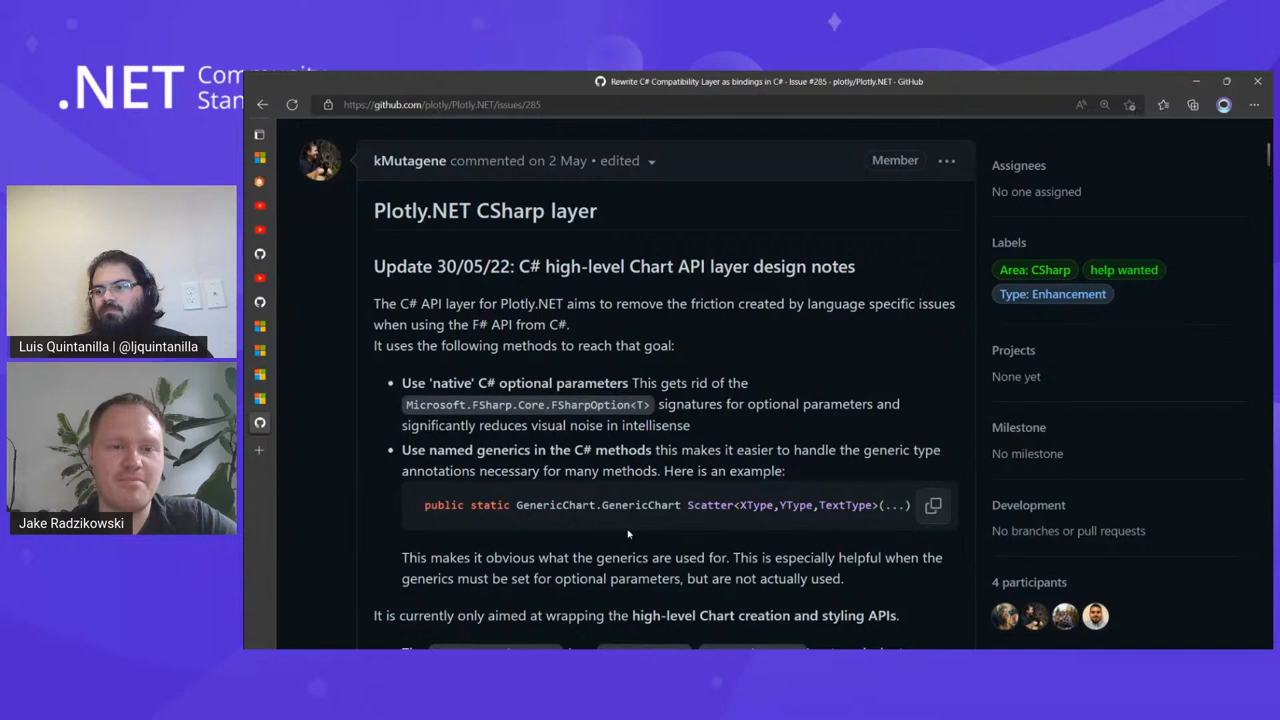 .NET
Rewrite C# Compatibility Layer as bindings in C# · Issue #285 · plotly/Plotly.NET · GitHub
https://github.com/plotly/Plotly.NET/issues/285
kMutagene commented on 2 May • edited
Member
Plotly.NET CSharp layer
Update 30/05/22: C# high-level Chart API layer design notes
The C# API layer for Plotly.NET aims to remove the friction created by language specific issues
when using the F# API from C#.
It uses the following methods to reach that goal:
• Use 'native' C# optional parameters This gets rid of the
Microsoft.FSharp.Core.FSharpOption<T> signatures for optional parameters and
significantly reduces visual noise in intellisense
• Use named generics in the C# methods this makes it easier to handle the generic type
annotations necessary for many methods. Here is an example:
public static GenericChart.GenericChart Scatter<XType,YType,TextType>(...)
This makes it obvious what the generics are used for. This is especially helpful when the
generics must be set for optional parameters, but are not actually used.
It is currently only aimed at wrapping the high-level Chart creation and styling APIs.
Assignees
No one assigned
Labels
Area: CSharp
help wanted
Type: Enhancement
Projects
None yet
Milestone
No milestone
Development
No branches or pull requests
4 participants
Luis Quintanilla | @ljquintanilla
Jake Radzikowski